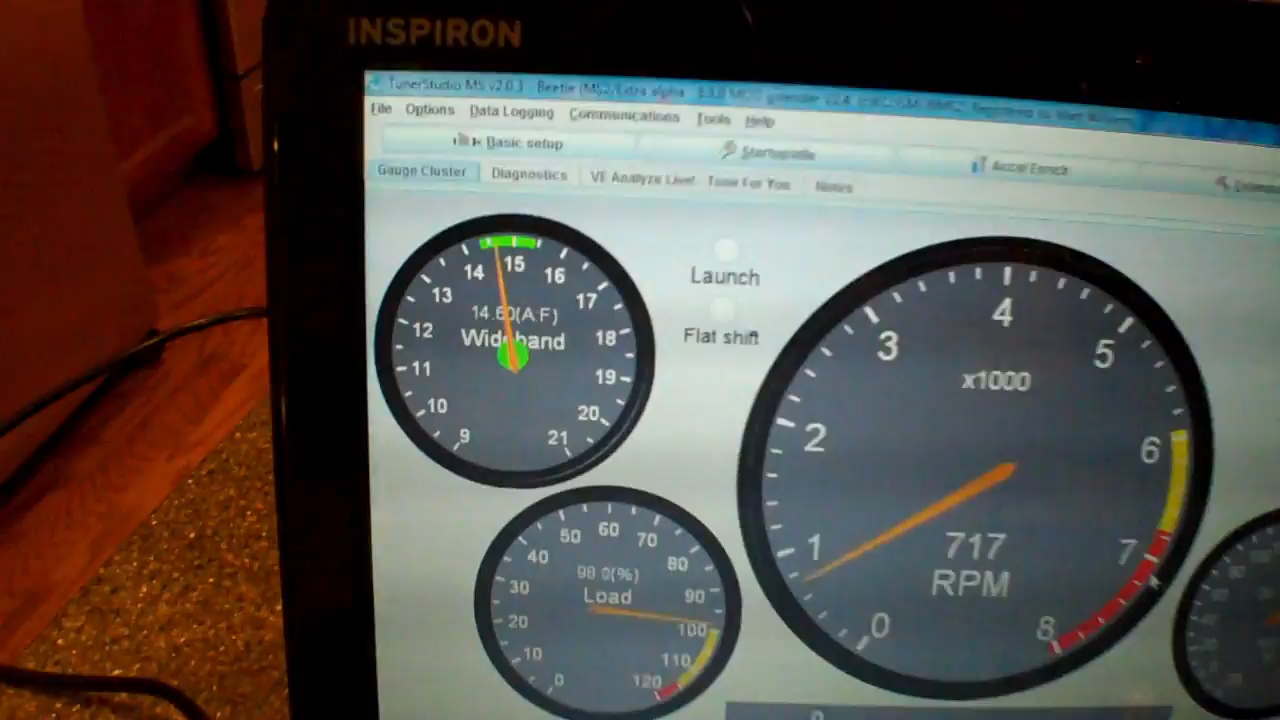 INSPIRON
TunerStudio MS v2.0.1 Beetle (MS2/Extra alpha
File Options Data Logging Communications Tools Help
Basic setup Accel Enrich
Gauge Cluster Diagnostics VE Analyze Live! Tune For You Notes
9 10 11 12 13 14 15 16 17 18 19 20 21
14.60(A F)
Wideband
Launch
Flat shift
0 1 2 3 4 5 6 7 8
x1000
717
RPM
0 10 20 30 40 50 60 70 80 90 100 110 120
98.0(%)
Load